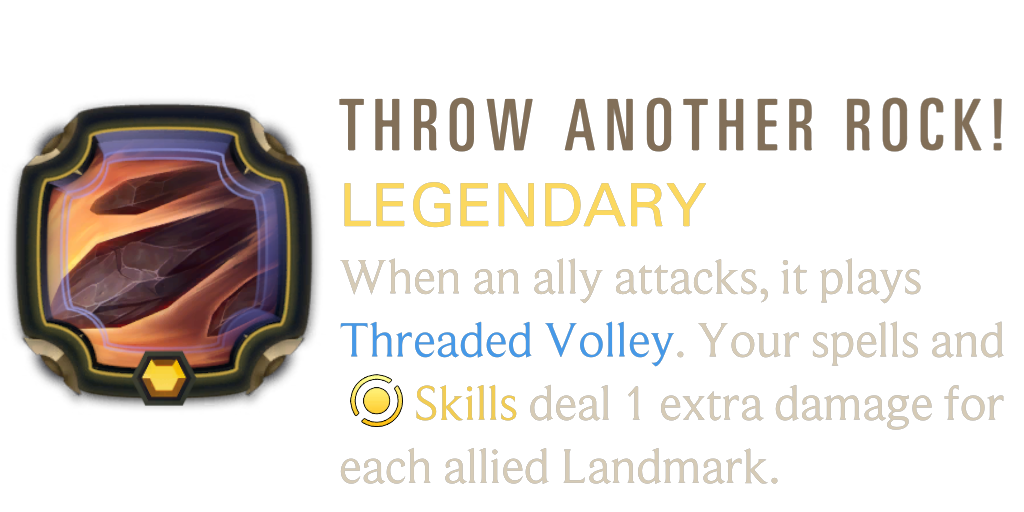 THROW ANOTHER ROCK!
LEGENDARY
When an ally attacks, it plays
Threaded Volley. Your spells and
Skills deal 1 extra damage for
each allied Landmark.